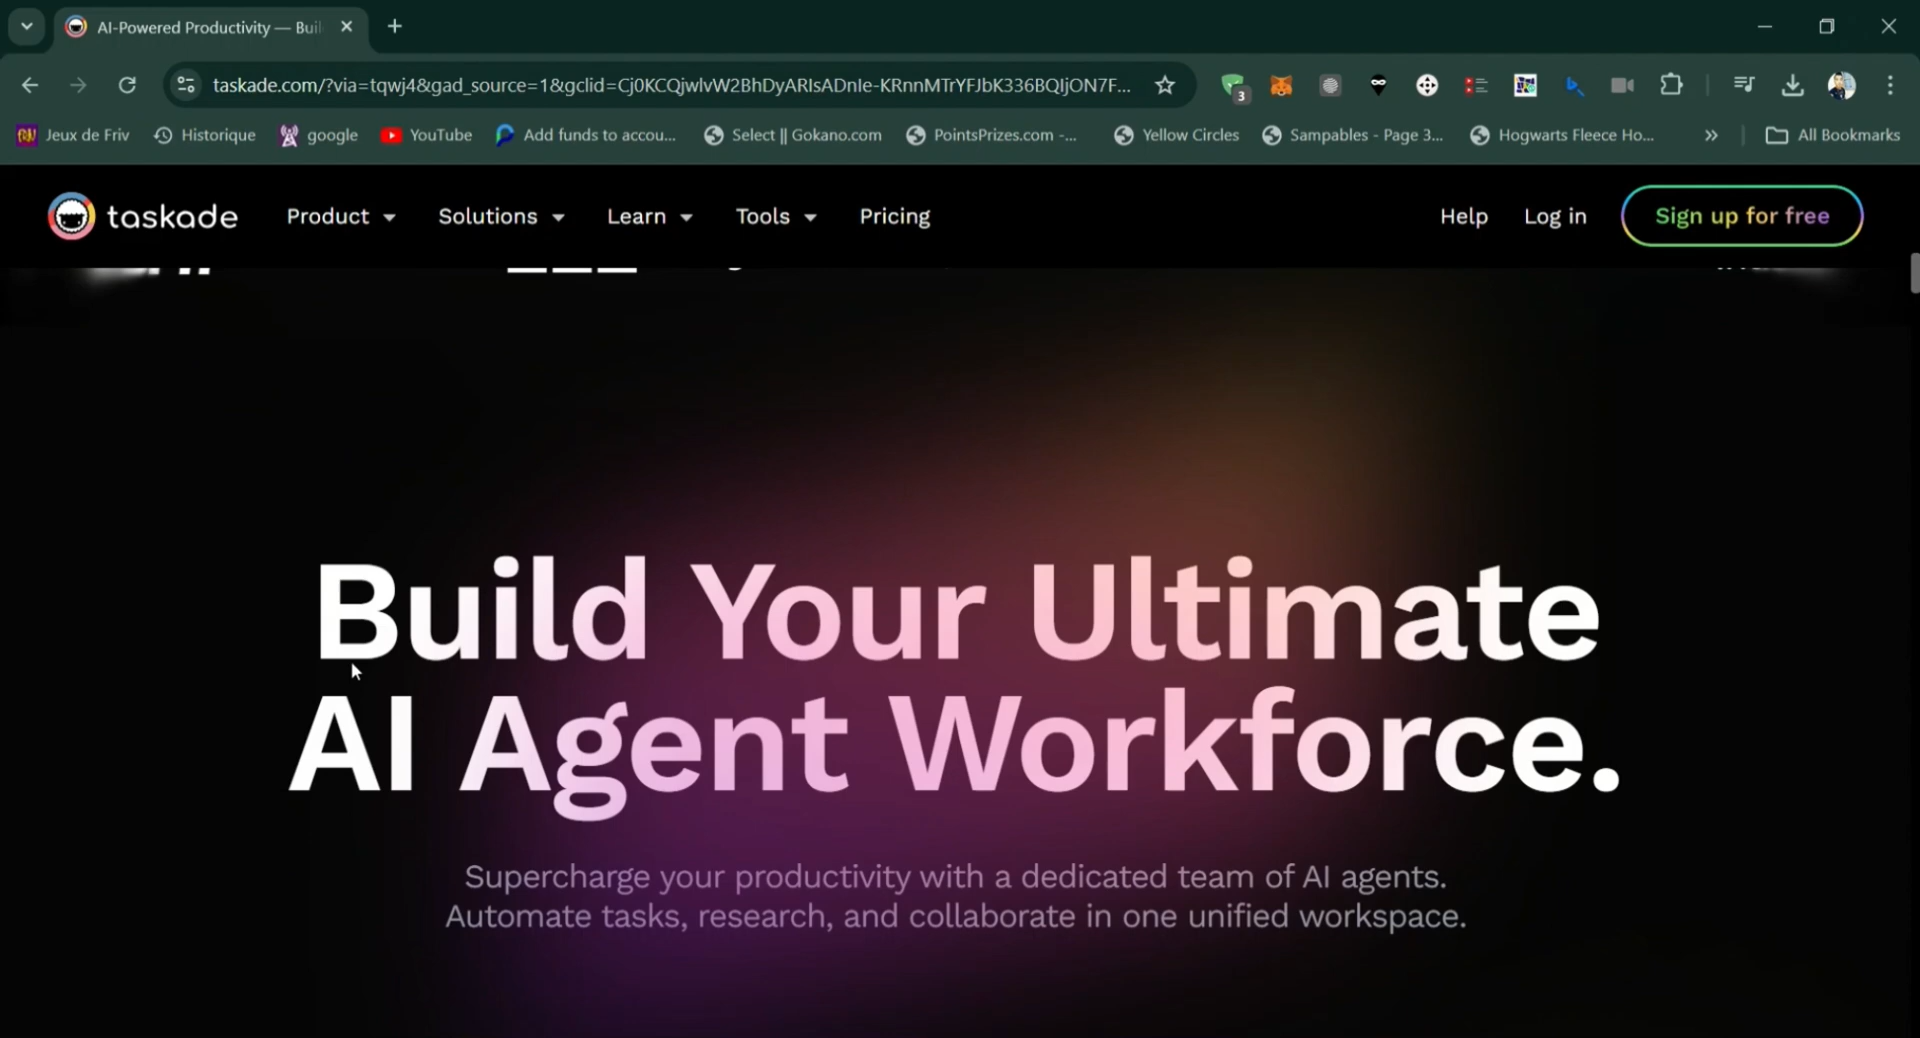 AI-Powered Productivity — Buil
taskade.com/?via=tqwj4&gad_source=1&gclid=Cj0KCQjwlvW2BhDyARIsADnIe-KRnnMTrYFJbK336BQIjON7F...
3
Jeux de Friv Historique google YouTube Add funds to accou... Select || Gokano.com PointsPrizes.com -... Yellow Circles Sampables - Page 3... Hogwarts Fleece Ho... » All Bookmarks
taskade Product Solutions Learn Tools Pricing Help Log in Sign up for free
Build Your Ultimate
AI Agent Workforce.
Supercharge your productivity with a dedicated team of AI agents.
Automate tasks, research, and collaborate in one unified workspace.